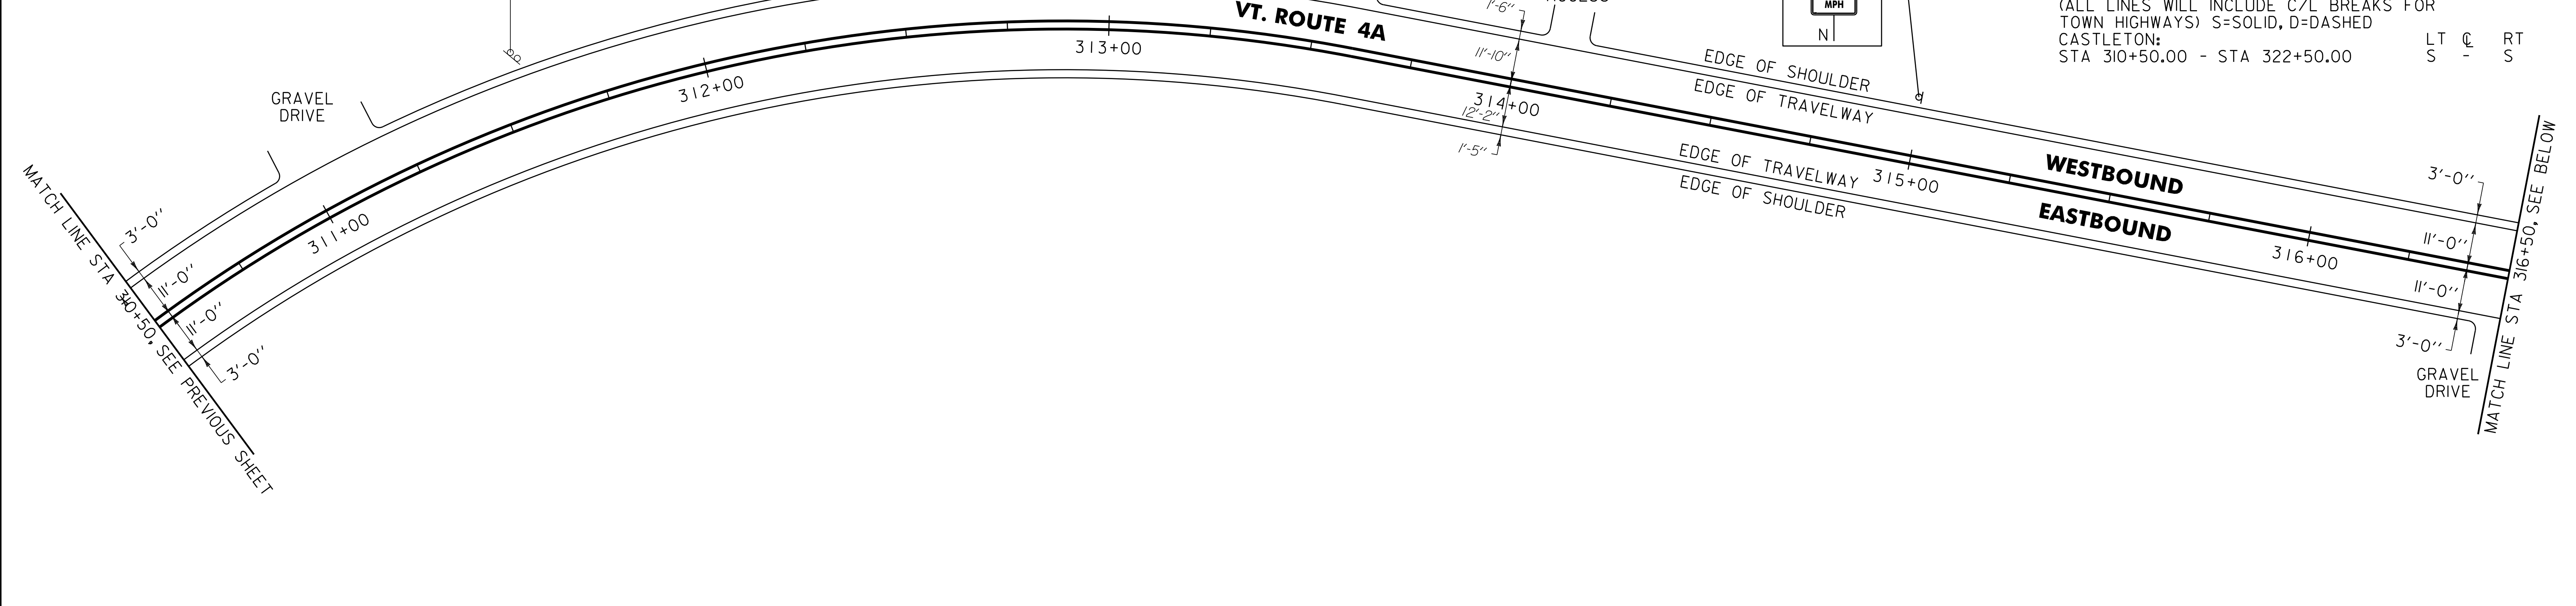 (ALL LINES WILL INCLUDE C/L BREAKS FOR
TOWN HIGHWAYS) S=SOLID, D=DASHED
CASTLETON: LT ℄ RT
STA 310+50.00 - STA 322+50.00 S - S
MPH
N
1'-6"
VT. ROUTE 4A
11'-10"
313+00
312+00
311+00
GRAVEL
DRIVE
314+00
12'-2"
1'-5"
EDGE OF SHOULDER
EDGE OF TRAVELWAY
EDGE OF TRAVELWAY
EDGE OF SHOULDER
315+00
WESTBOUND
EASTBOUND
316+00
3'-0"
11'-0"
11'-0"
3'-0"
MATCH LINE STA 310+50, SEE PREVIOUS SHEET
3'-0"
11'-0"
11'-0"
3'-0"
GRAVEL
DRIVE
MATCH LINE STA 316+50, SEE BELOW